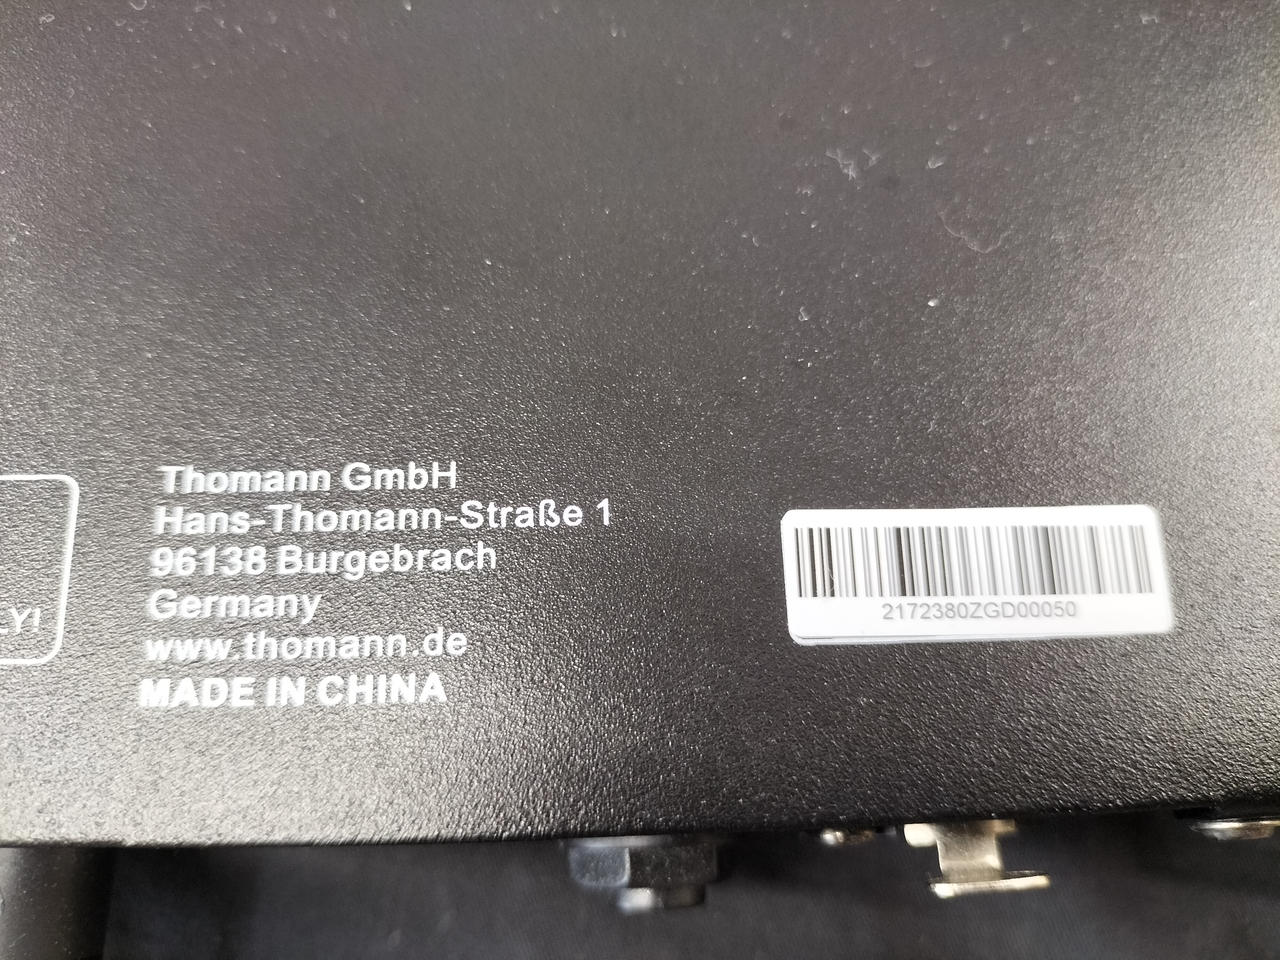 Thomann GmbH
Hans-Thomann-Straße 1
96138 Burgebrach
Germany
www.thomann.de
MADE IN CHINA
2172380ZGD00050